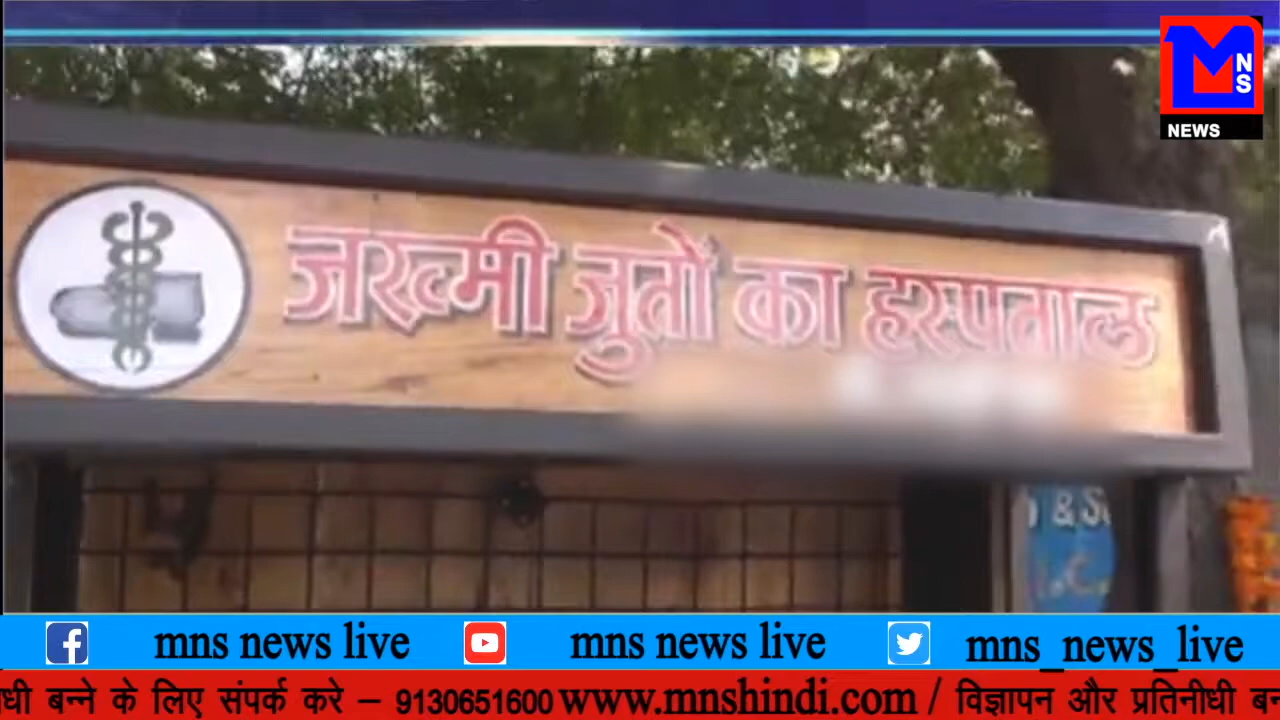 MNS
NEWS
जख्मी जुतों का हस्पताल
& S
mns news live mns news live mns_news_live
धी बन्ने के लिए संपर्क करे – 9130651600 www.mnshindi.com / विज्ञापन और प्रतिनीधी बन